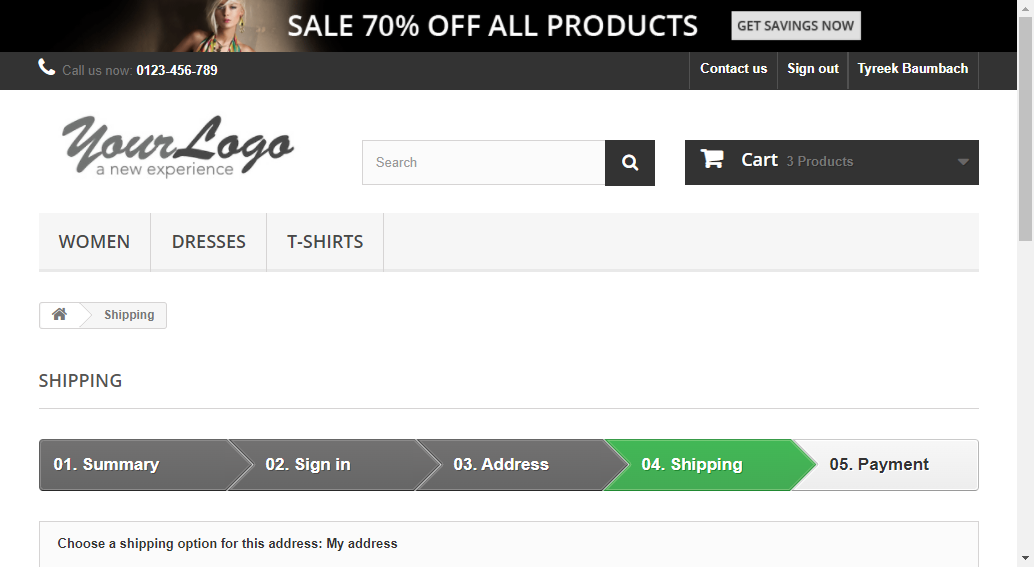 SALE 70% OFF ALL PRODUCTS GET SAVINGS NOW
Call us now: 0123-456-789 Contact us Sign out Tyreek Baumbach
YourLogo
a new experience
Search
Cart 3 Products
WOMEN DRESSES T-SHIRTS
Shipping
SHIPPING
01. Summary 02. Sign in 03. Address 04. Shipping 05. Payment
Choose a shipping option for this address: My address